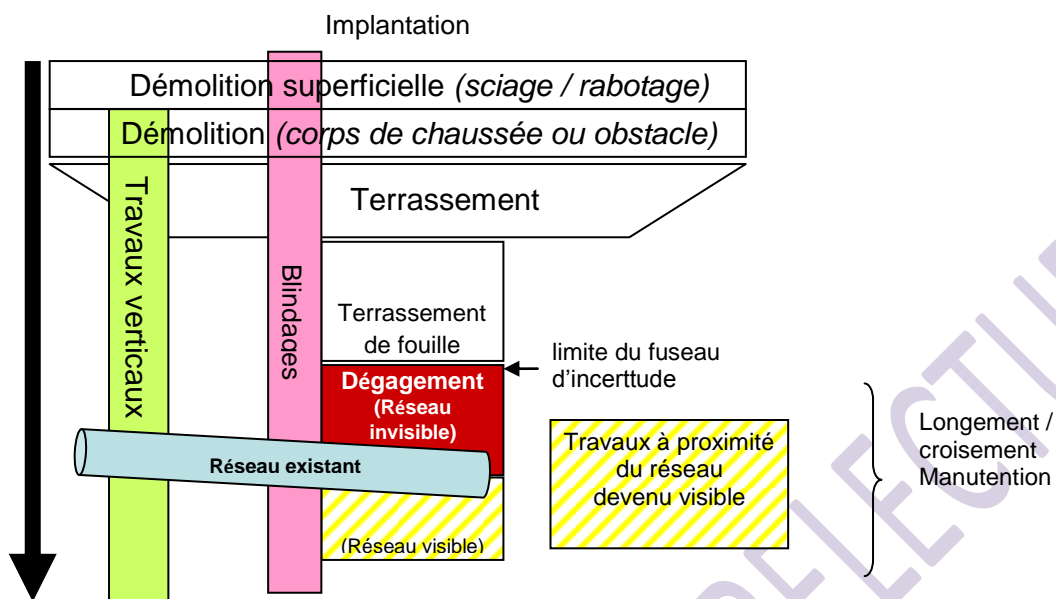 Implantation
Démolition superficielle (sciage / rabotage)
Démolition (corps de chaussée ou obstacle)
Terrassement
Travaux verticaux
Blindages
Terrassement
de fouille
limite du fuseau
d'incerttude
Dégagement
(Réseau
invisible)
Réseau existant
(Réseau visible)
Travaux à proximité
du réseau
devenu visible
Longement /
croisement
Manutention